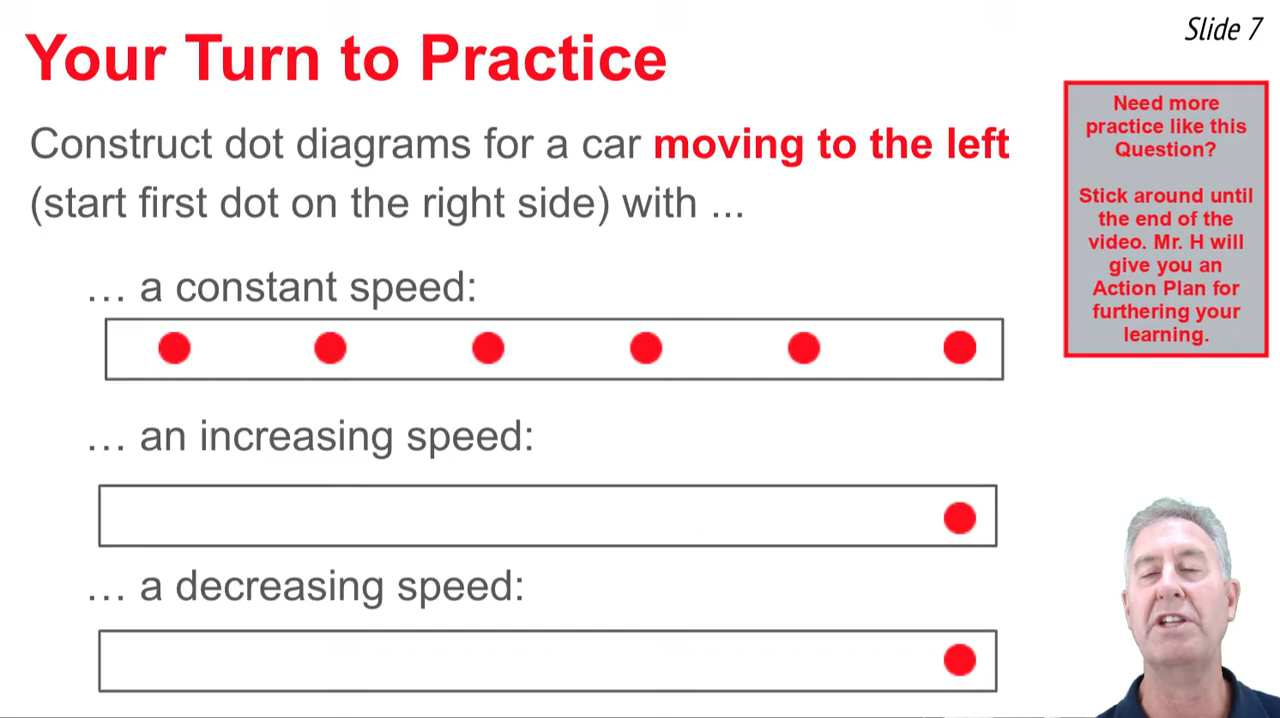 Slide 7
Your Turn to Practice
Construct dot diagrams for a car moving to the left
(start first dot on the right side) with ...
… a constant speed:
… an increasing speed:
… a decreasing speed:
Need more
practice like this
Question?
Stick around until
the end of the
video. Mr. H will
give you an
Action Plan for
furthering your
learning.